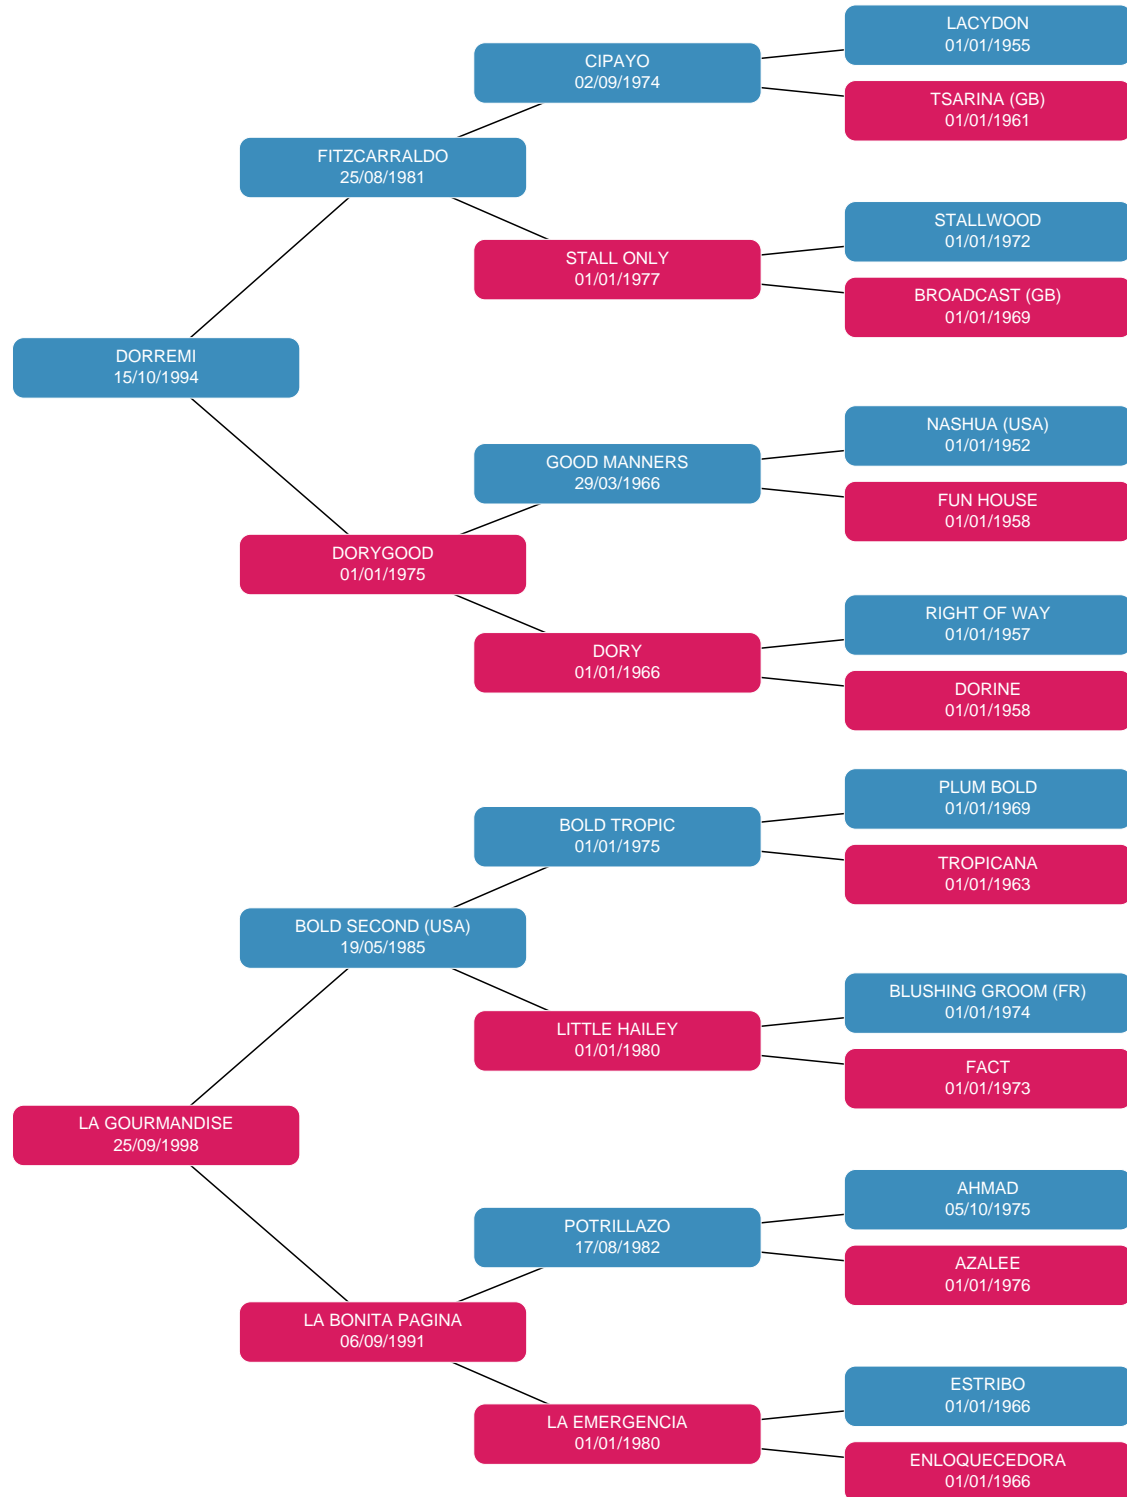 LACYDON
01/01/1955
CIPAYO
02/09/1974
TSARINA (GB)
01/01/1961
FITZCARRALDO
25/08/1981
STALLWOOD
01/01/1972
STALL ONLY
01/01/1977
BROADCAST (GB)
01/01/1969
DORREMI
15/10/1994
NASHUA (USA)
01/01/1952
GOOD MANNERS
29/03/1966
FUN HOUSE
01/01/1958
DORYGOOD
01/01/1975
RIGHT OF WAY
01/01/1957
DORY
01/01/1966
DORINE
01/01/1958
PLUM BOLD
01/01/1969
BOLD TROPIC
01/01/1975
TROPICANA
01/01/1963
BOLD SECOND (USA)
19/05/1985
BLUSHING GROOM (FR)
01/01/1974
LITTLE HAILEY
01/01/1980
FACT
01/01/1973
LA GOURMANDISE
25/09/1998
AHMAD
05/10/1975
POTRILLAZO
17/08/1982
AZALEE
01/01/1976
LA BONITA PAGINA
06/09/1991
ESTRIBO
01/01/1966
LA EMERGENCIA
01/01/1980
ENLOQUECEDORA
01/01/1966